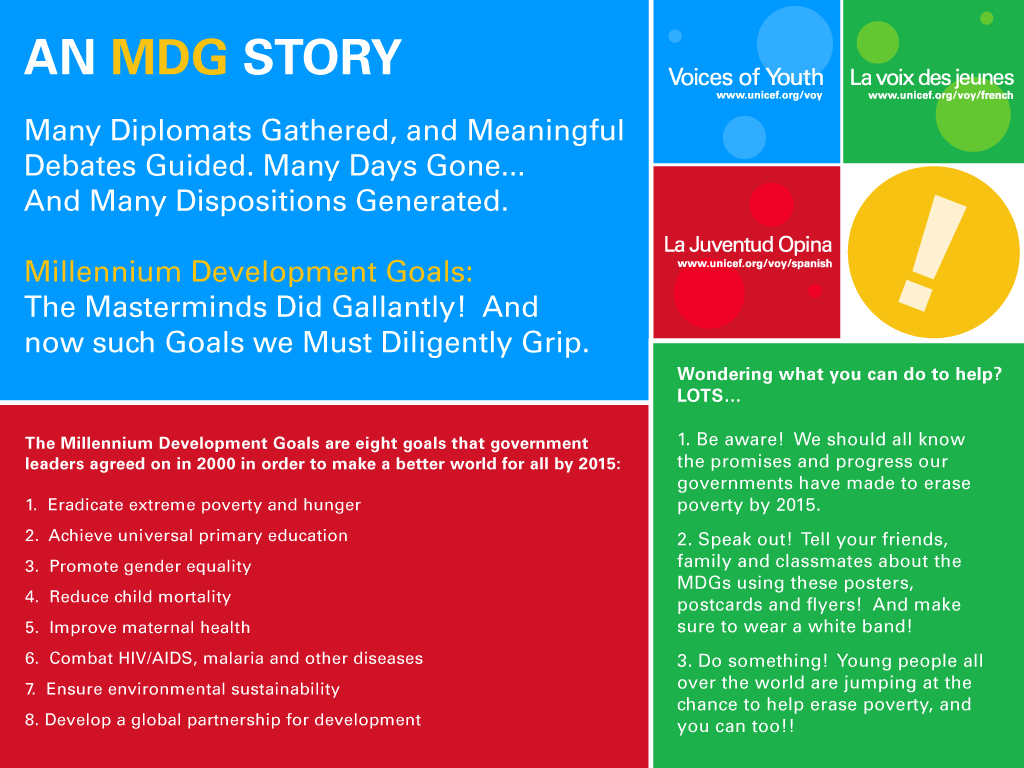 AN MDG STORY
Many Diplomats Gathered, and Meaningful
Debates Guided. Many Days Gone...
And Many Dispositions Generated.
Millennium Development Goals:
The Masterminds Did Gallantly!  And
now such Goals we Must Diligently Grip.
Voices of Youth
www.unicef.org/voy
La voix des jeunes
www.unicef.org/voy/french
La Juventud Opina
www.unicef.org/voy/spanish
!
The Millennium Development Goals are eight goals that government
leaders agreed on in 2000 in order to make a better world for all by 2015:
1.  Eradicate extreme poverty and hunger
2.  Achieve universal primary education
3.  Promote gender equality
4.  Reduce child mortality
5.  Improve maternal health
6.  Combat HIV/AIDS, malaria and other diseases
7.  Ensure environmental sustainability
8. Develop a global partnership for development
Wondering what you can do to help?
LOTS...
1. Be aware!  We should all know
the promises and progress our
governments have made to erase
poverty by 2015.
2. Speak out!  Tell your friends,
family and classmates about the
MDGs using these posters,
postcards and flyers!  And make
sure to wear a white band!
3. Do something!  Young people all
over the world are jumping at the
chance to help erase poverty, and
you can too!!